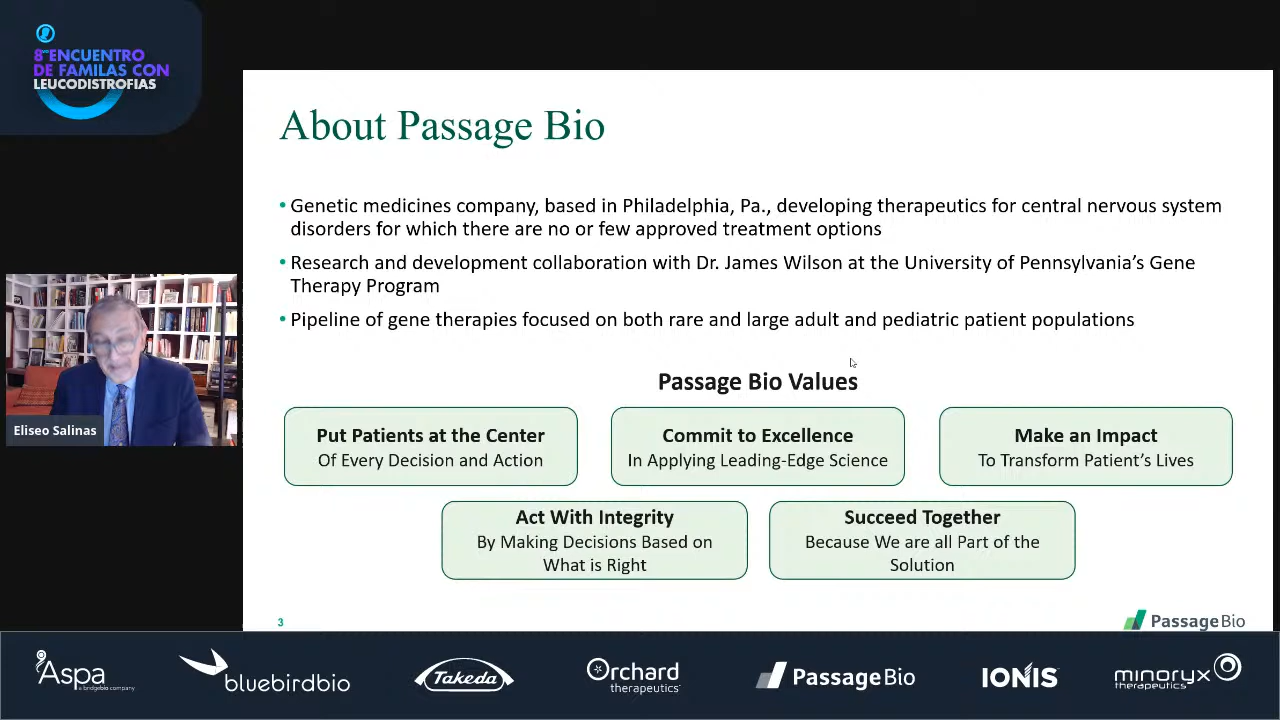 8º ENCUENTRO
DE FAMILAS CON
LEUCODISTROFIAS
About Passage Bio
• Genetic medicines company, based in Philadelphia, Pa., developing therapeutics for central nervous system
disorders for which there are no or few approved treatment options
• Research and development collaboration with Dr. James Wilson at the University of Pennsylvania’s Gene
Therapy Program
• Pipeline of gene therapies focused on both rare and large adult and pediatric patient populations
Passage Bio Values
Put Patients at the Center
Of Every Decision and Action
Commit to Excellence
In Applying Leading-Edge Science
Make an Impact
To Transform Patient’s Lives
Act With Integrity
By Making Decisions Based on
What is Right
Succeed Together
Because We are all Part of the
Solution
Eliseo Salinas
3
PassageBio
Aspa
a bridgebio company
bluebirdbio
Takeda
Orchard
therapeutics
PassageBio
IONIS
minoryx
therapeutics